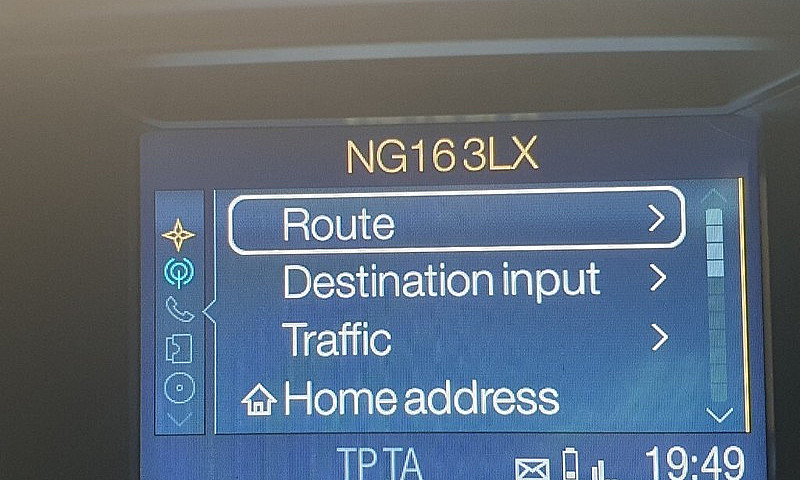 NG16 3LX
Route
Destination input
Traffic
Home address
TP TA 19:49